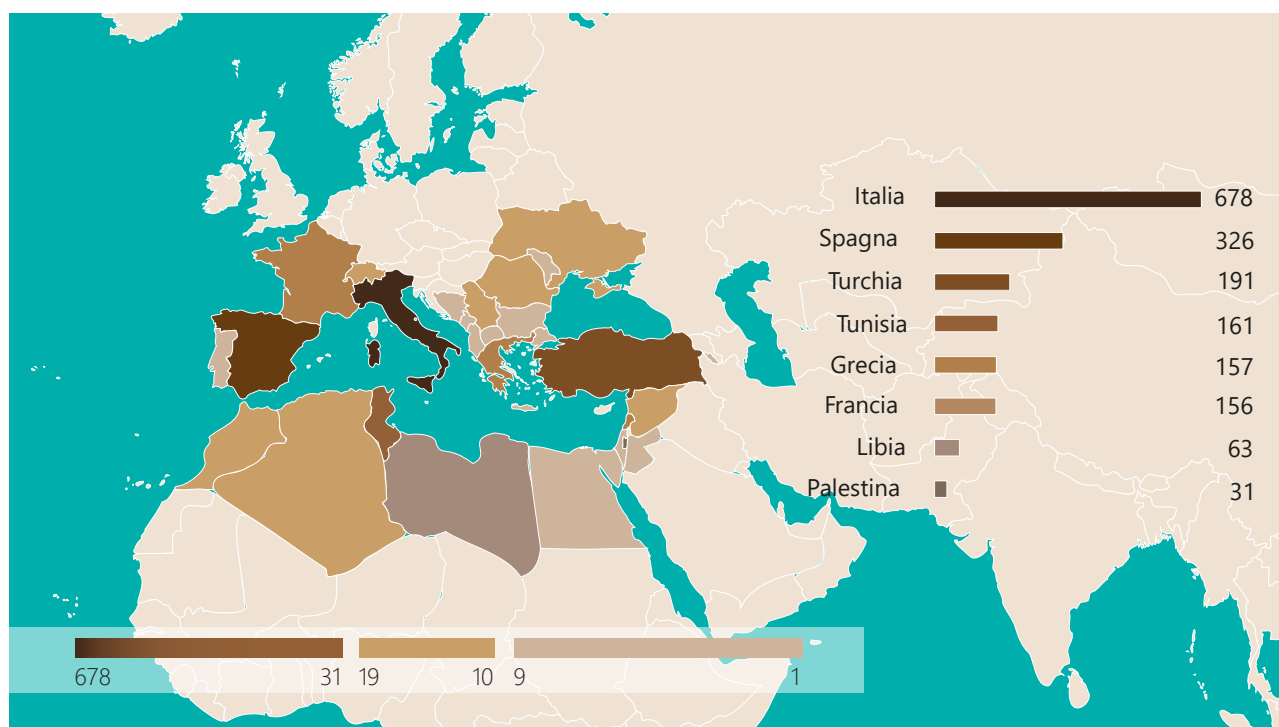 Italia 678
Spagna 326
Turchia 191
Tunisia 161
Grecia 157
Francia 156
Libia 63
Palestina 31
678 31 19 10 9 1